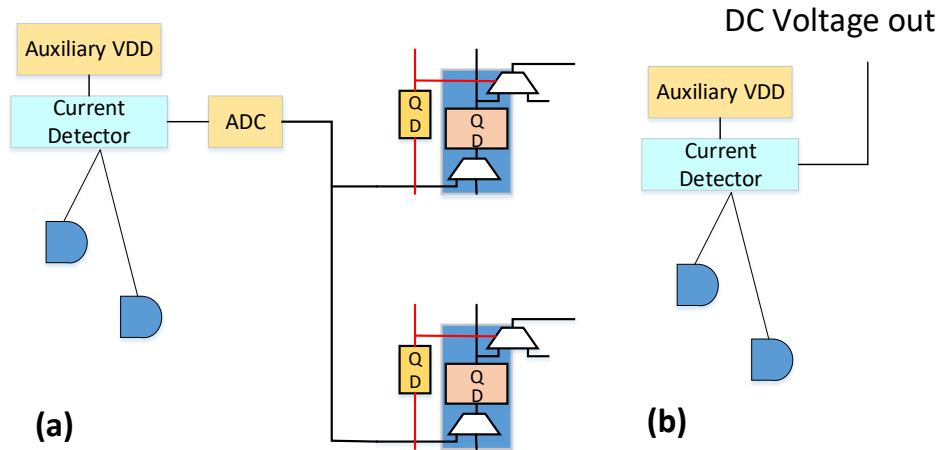 DC Voltage out
Auxiliary VDD
Current
Detector
ADC
Q
D
Q
D
Auxiliary VDD
Current
Detector
Q
D
Q
D
(a)
(b)